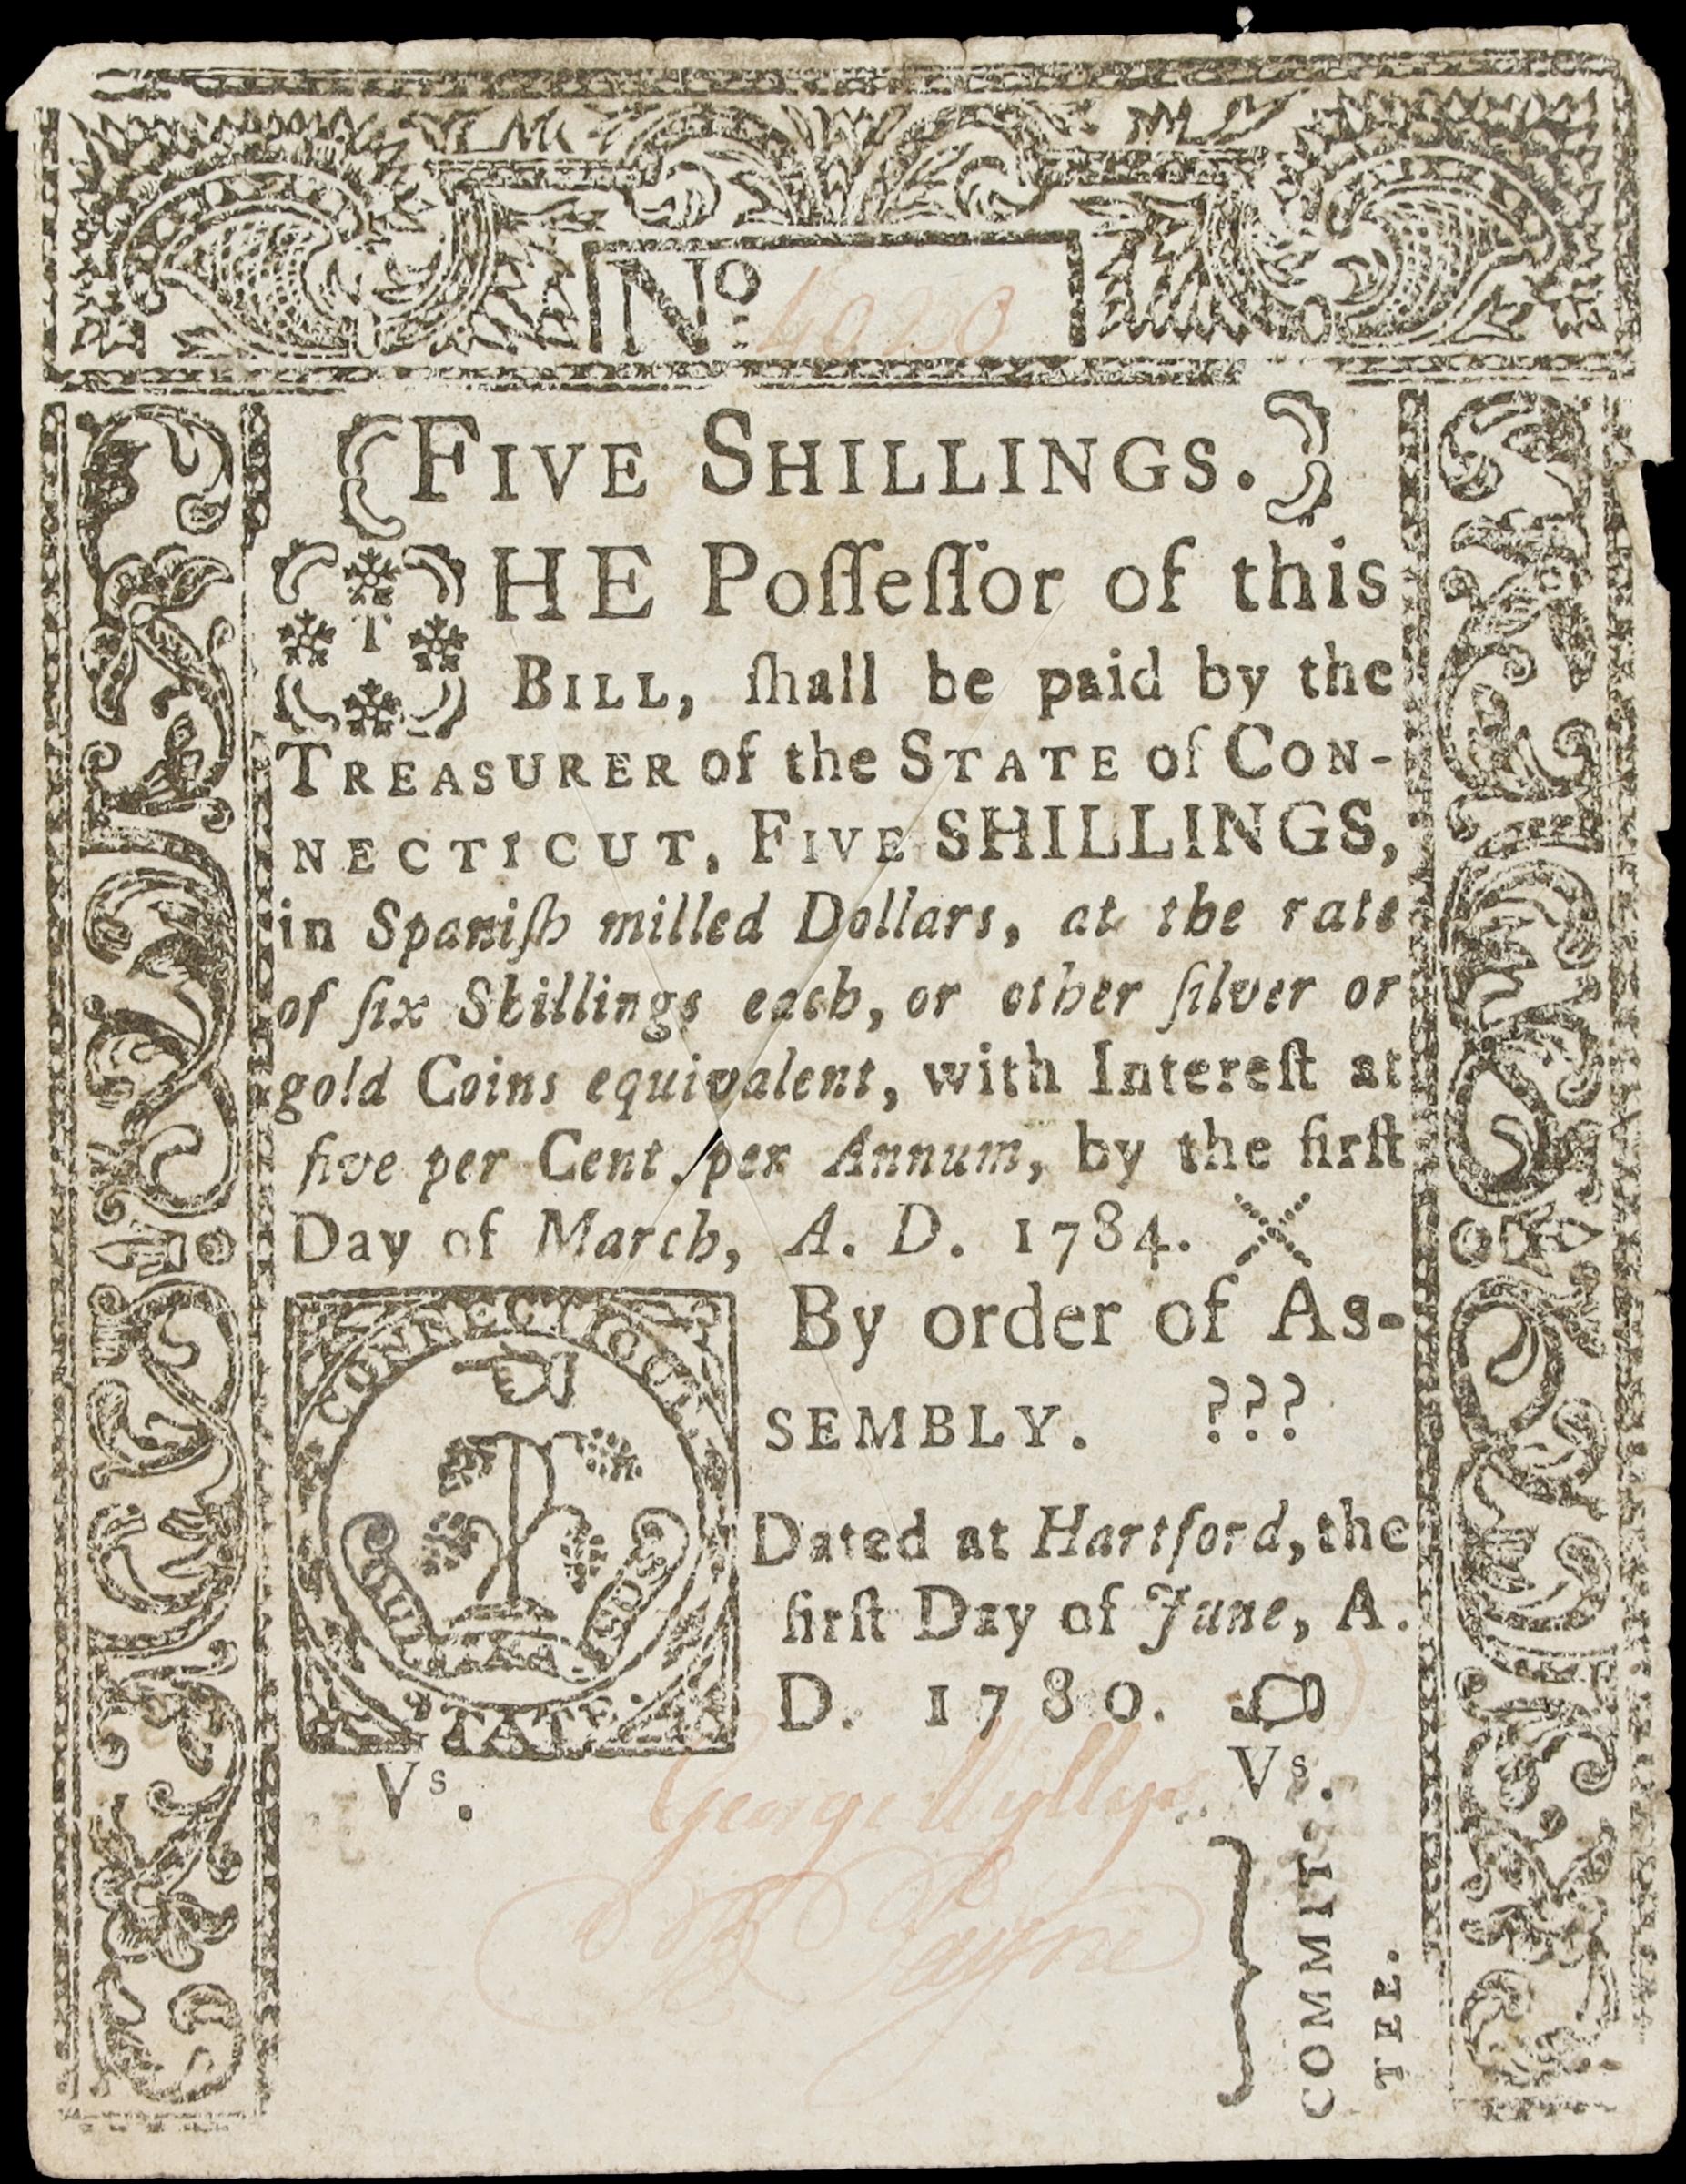 No: 4020
FIVE SHILLINGS.
THE Poſſeſſor of this
BILL, ſhall be paid by the
TREASURER of the STATE of CON-
NECTICUT, FIVE SHILLINGS,
in Spaniſh milled Dollars, at the rate
of ſix Shillings each, or other ſilver or
gold Coins equivalent, with Intereſt at
five per Cent. per Annum, by the firſt
Day of March, A. D. 1784.
By order of As-
SEMBLY. ???
Dated at Hartford, the
firſt Day of June, A.
D. 1780.
CONNECTICUT
Vs. Vs.
George Wyllys
B Payne
COMMIT-
TEE.